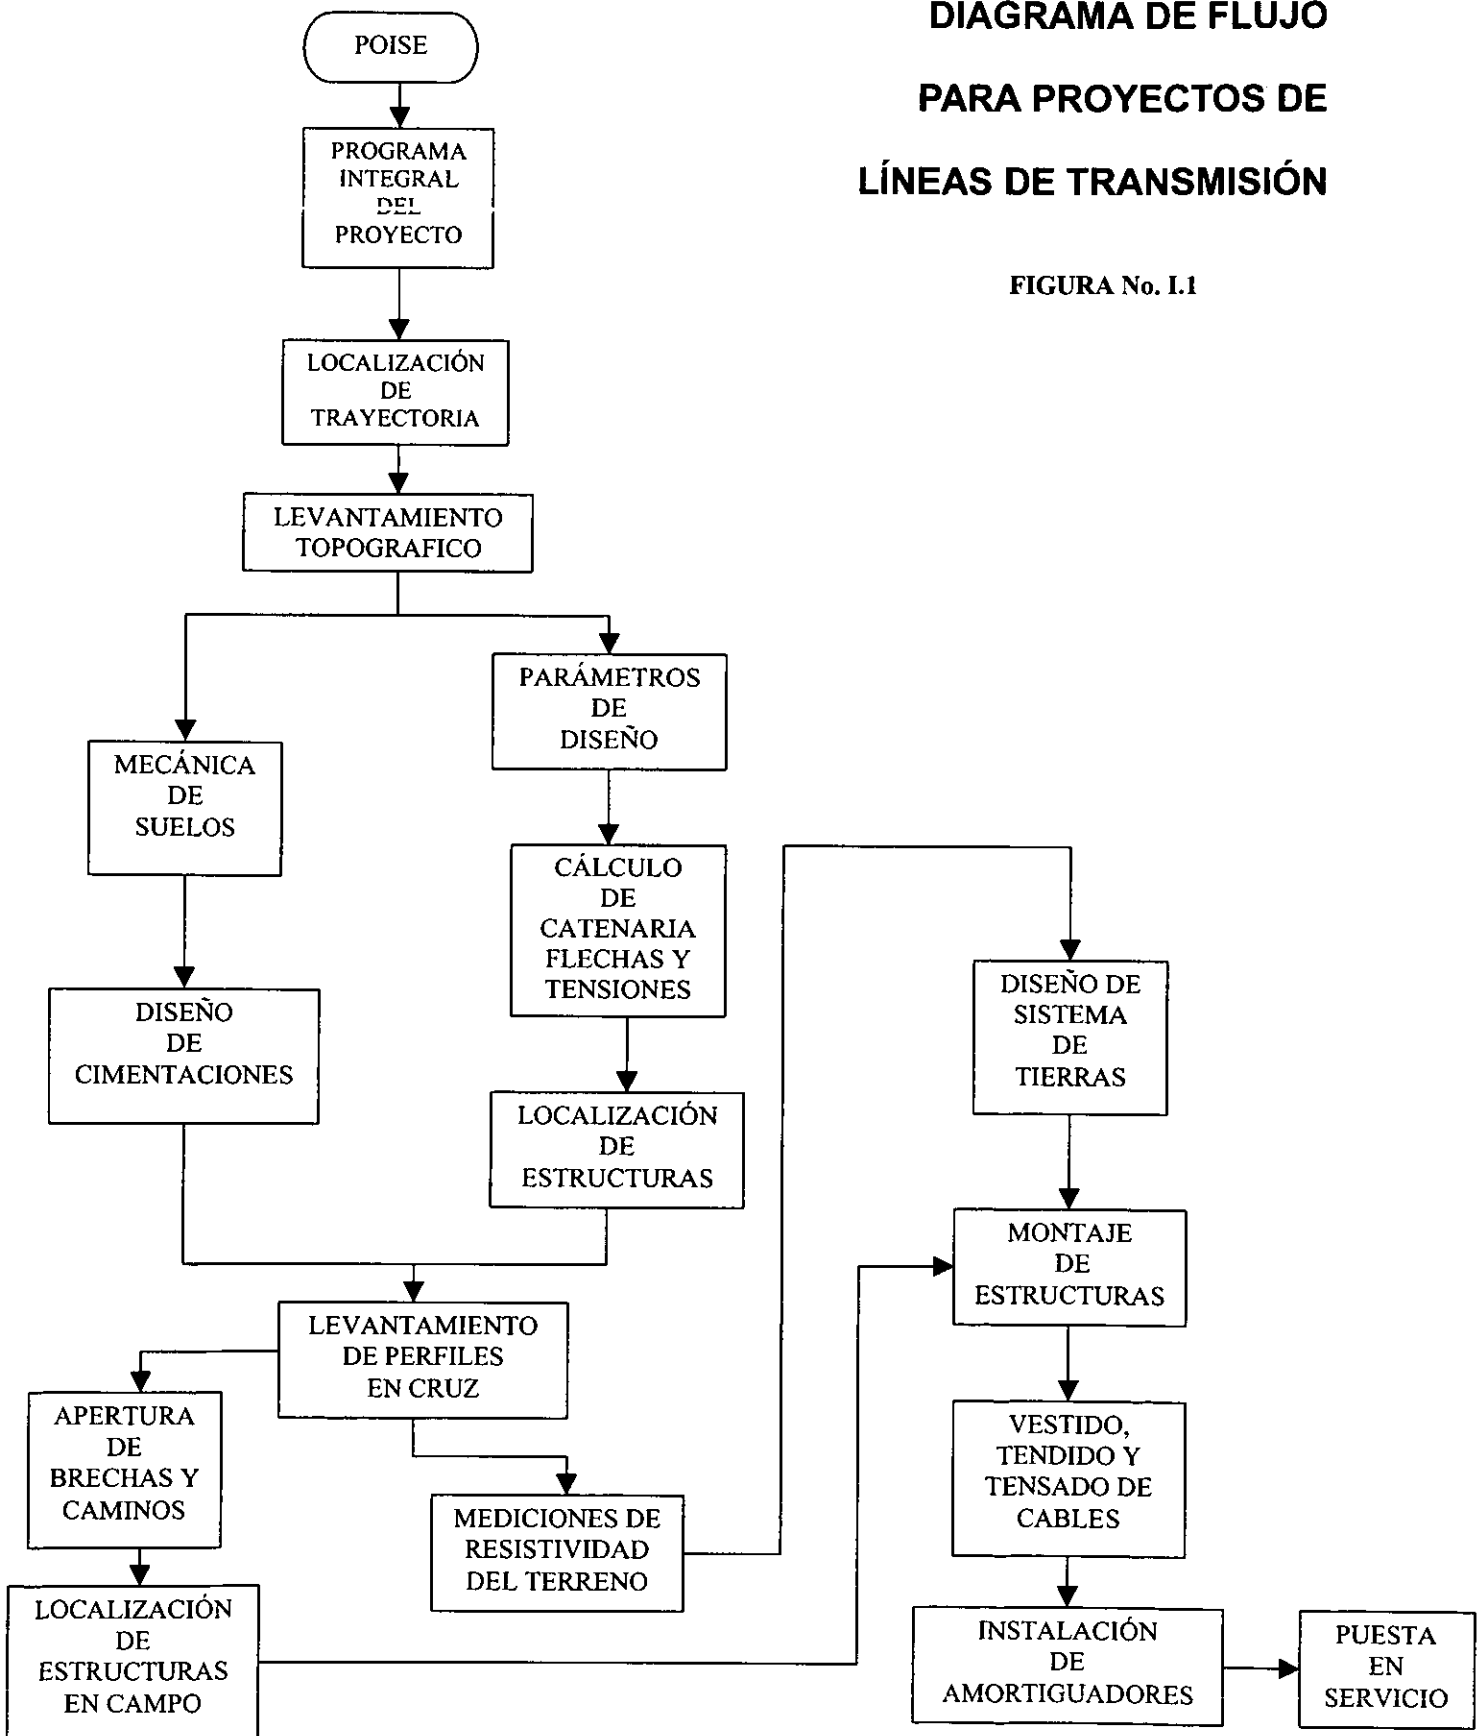 DIAGRAMA DE FLUJO
PARA PROYECTOS DE
LÍNEAS DE TRANSMISIÓN
FIGURA No. I.1
POISE
PROGRAMA
INTEGRAL
DEL
PROYECTO
LOCALIZACIÓN
DE
TRAYECTORIA
LEVANTAMIENTO
TOPOGRAFICO
PARÁMETROS
DE
DISEÑO
MECÁNICA
DE
SUELOS
CÁLCULO
DE
CATENARIA
FLECHAS Y
TENSIONES
DISEÑO
DE
CIMENTACIONES
LOCALIZACIÓN
DE
ESTRUCTURAS
LEVANTAMIENTO
DE PERFILES
EN CRUZ
APERTURA
DE
BRECHAS Y
CAMINOS
MEDICIONES DE
RESISTIVIDAD
DEL TERRENO
LOCALIZACIÓN
DE
ESTRUCTURAS
EN CAMPO
DISEÑO DE
SISTEMA
DE
TIERRAS
MONTAJE
DE
ESTRUCTURAS
VESTIDO,
TENDIDO Y
TENSADO DE
CABLES
INSTALACIÓN
DE
AMORTIGUADORES
PUESTA
EN
SERVICIO